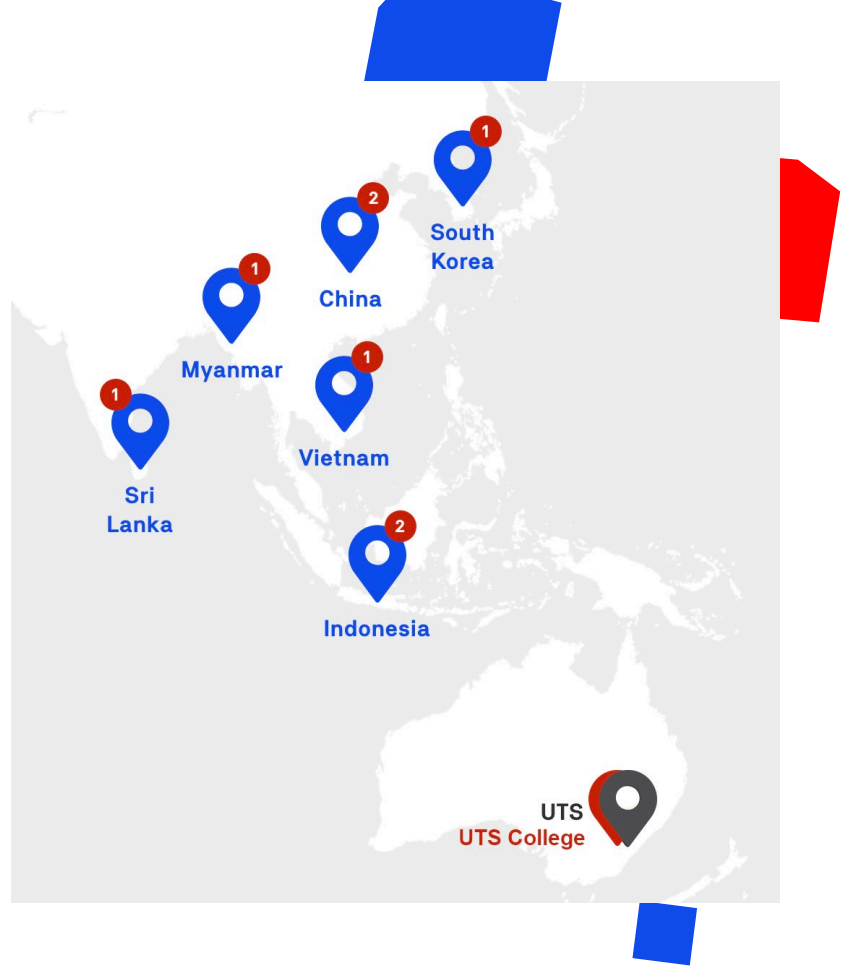 1
South
Korea
2
China
1
Myanmar
1
Vietnam
1
Sri
Lanka
2
Indonesia
UTS
UTS College